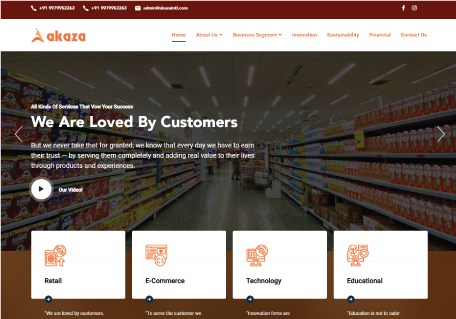 +91 9979952263 +91 9979952263 admin@akazaintl.com
akaza
Home About Us Business Segment Innovation Sustainability Financial Contact Us
All Kinds Of Services That Vow Your Success
We Are Loved By Customers
But we never take that for granted; we know that every day we have to earn
their trust — by serving them completely and adding real value to their lives
through products and experiences.
Our Video!
Retail E-Commerce Technology Educational
"We are loved by customers. "To serve the customer we "Innovation firms are "Education is not to cater